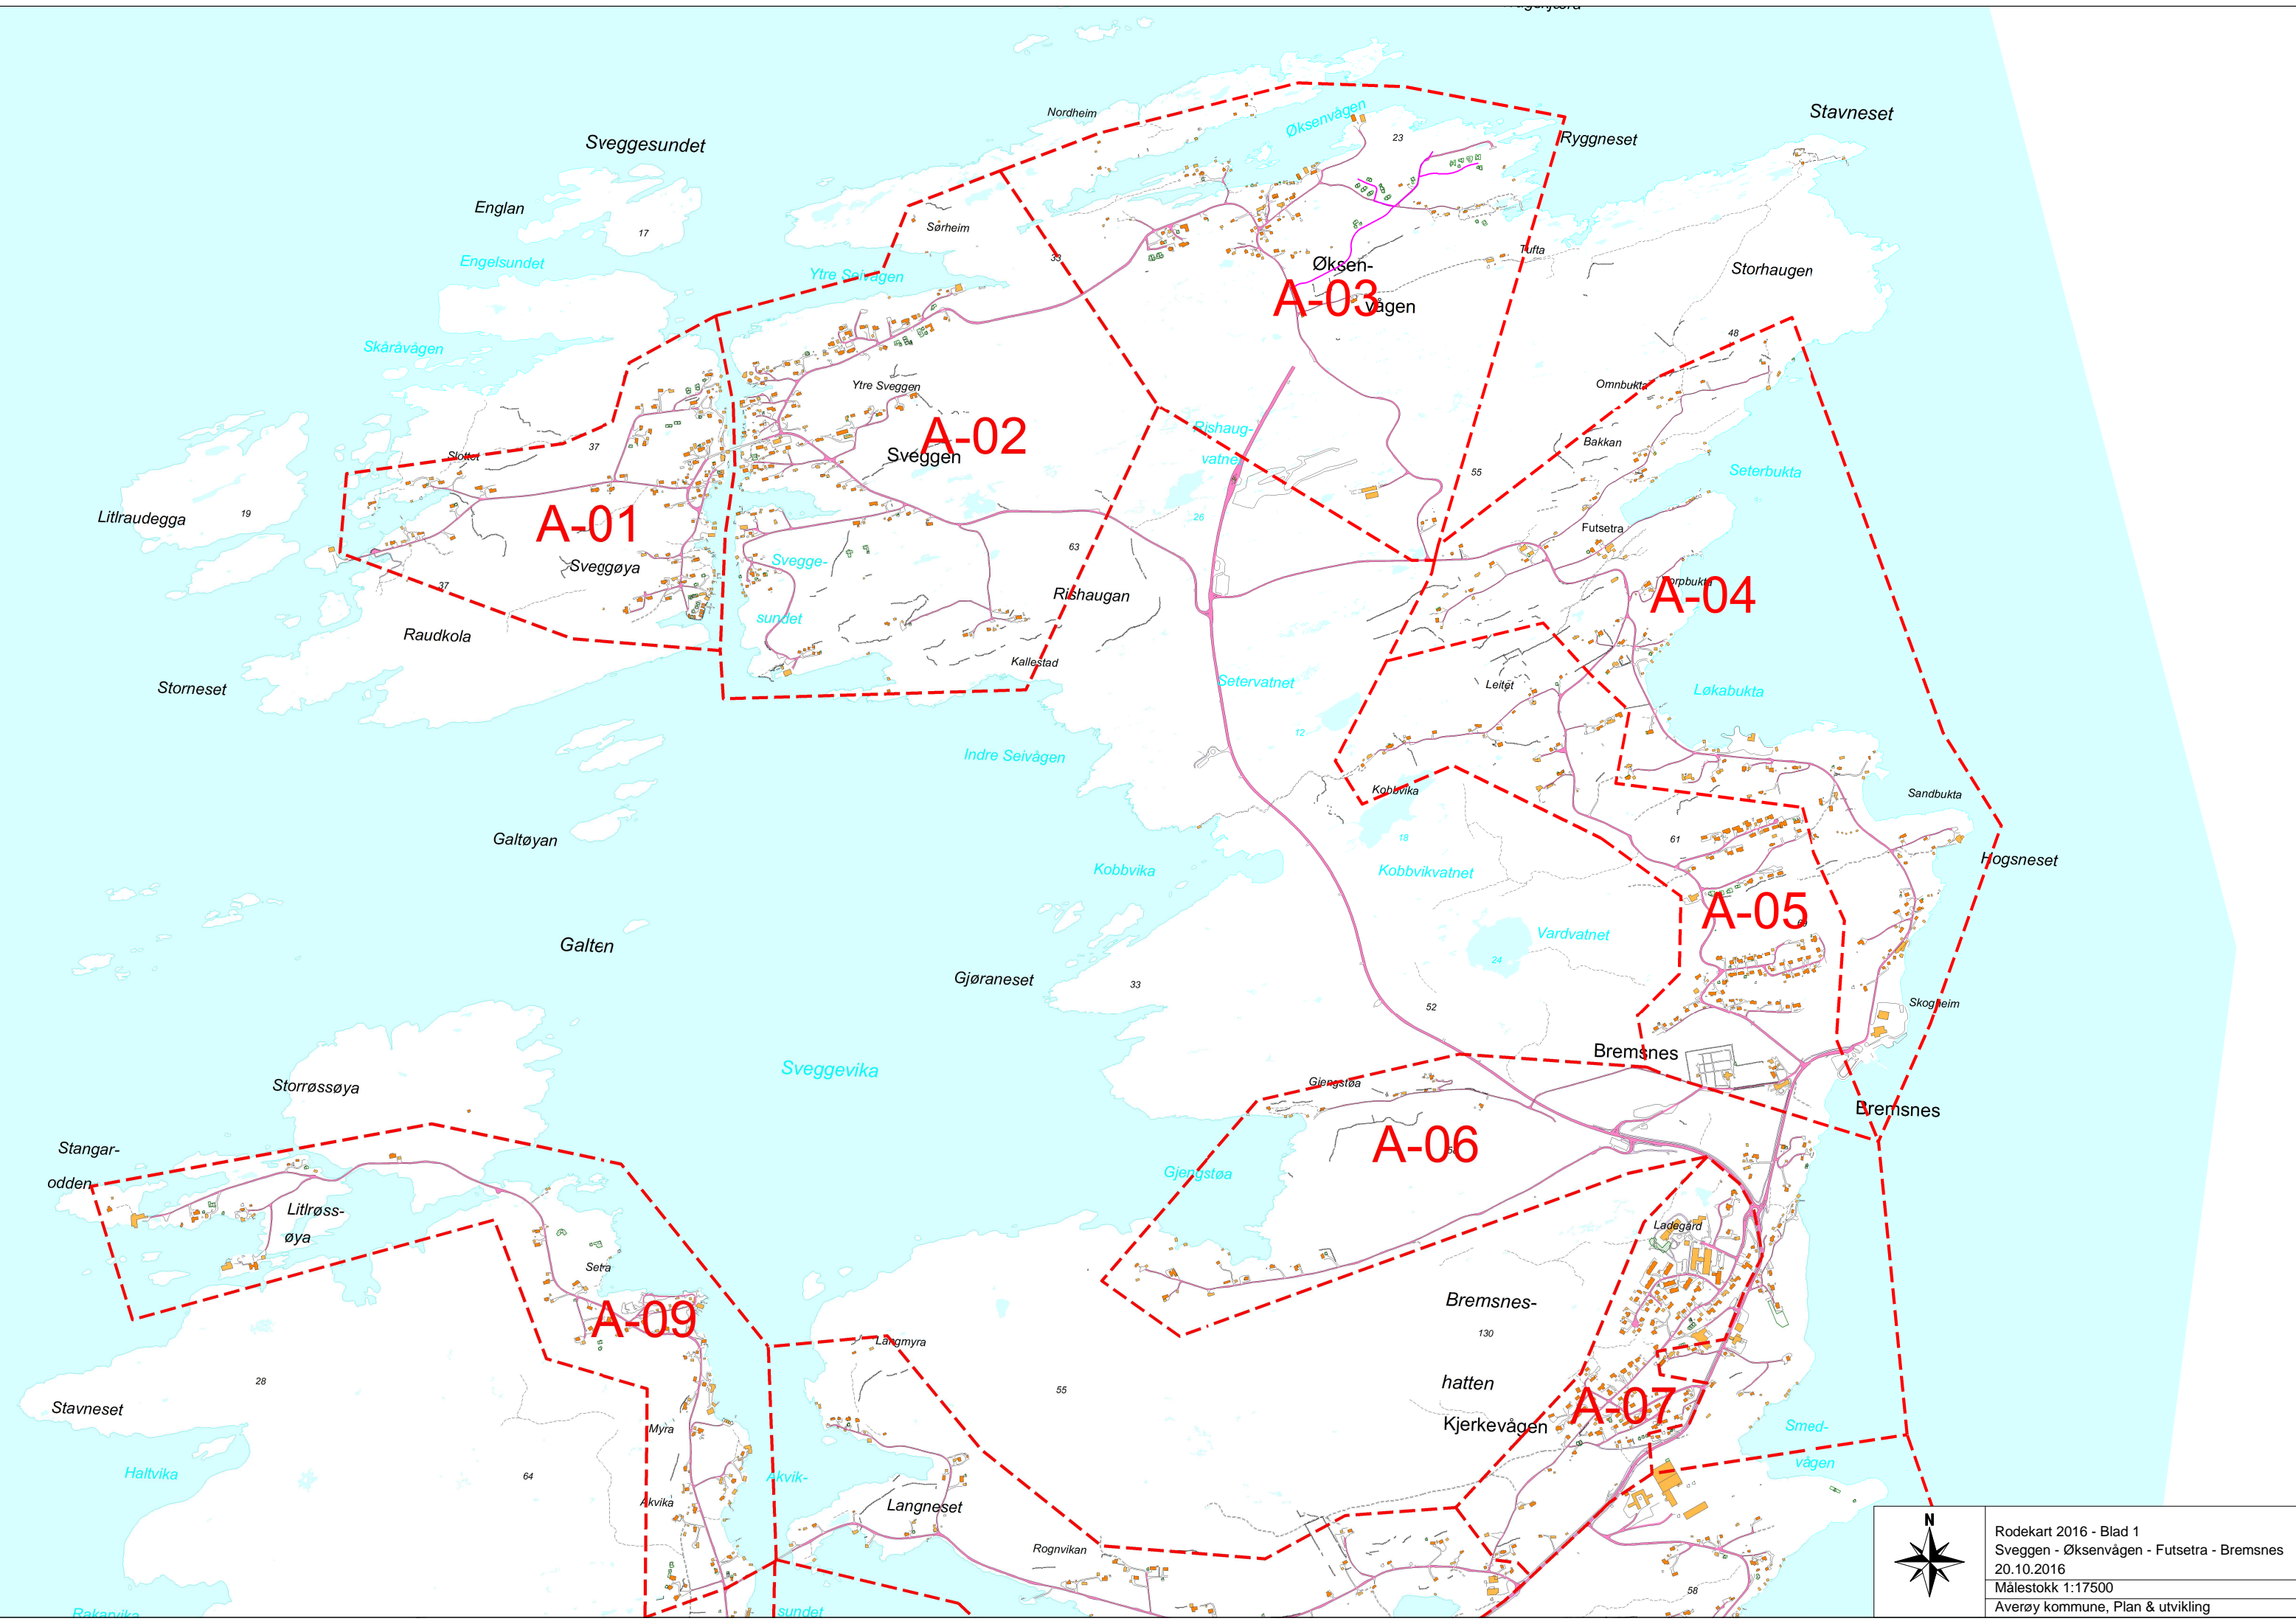 Stavneset
Nordheim
Øksenvågen
23
Ryggneset
Sveggesundet
Englan
17
Sørheim
33
Tufta
Engelsundet
Ytre Seivågen
Øksen-
vågen
A-03
Storhaugen
48
Skåråvågen
Ytre Sveggen
Omnbukta
A-02
Sveggen
Rishaug-
vatnet
Bakkan
55
Seterbukta
37
Slottet
Litlraudegga
19
A-01
26
Futsetra
Sveggøya
Svegge-
sundet
63
37
Rishaugan
Torpbukta
A-04
Raudkola
Kallestad
Storneset
Setervatnet
Leitet
Løkabukta
12
Indre Seivågen
Kobbvika
Sandbukta
18
61
Galtøyan
Kobbvika
Kobbvikvatnet
Hogsneset
A-05
Galten
Vardvatnet
24
Gjøraneset
33
52
Skogheim
Bremsnes
Sveggevika
Storrøssøya
Gjengstøa
Bremsnes
A-06
Stangar-
odden
Gjengstøa
Litlrøss-
øya
Ladegård
Setra
A-09
Bremsnes-
130
hatten
Langmyra
28
55
Stavneset
A-07
Kjerkevågen
Myra
Smed-
vågen
Haltvika
64
Akvik-
sundet
Akvika
Langneset
Rognvikan
58
Rakarvika
N
Rodekart 2016 - Blad 1
Sveggen - Øksenvågen - Futsetra - Bremsnes
20.10.2016
Målestokk 1:17500
Averøy kommune, Plan & utvikling